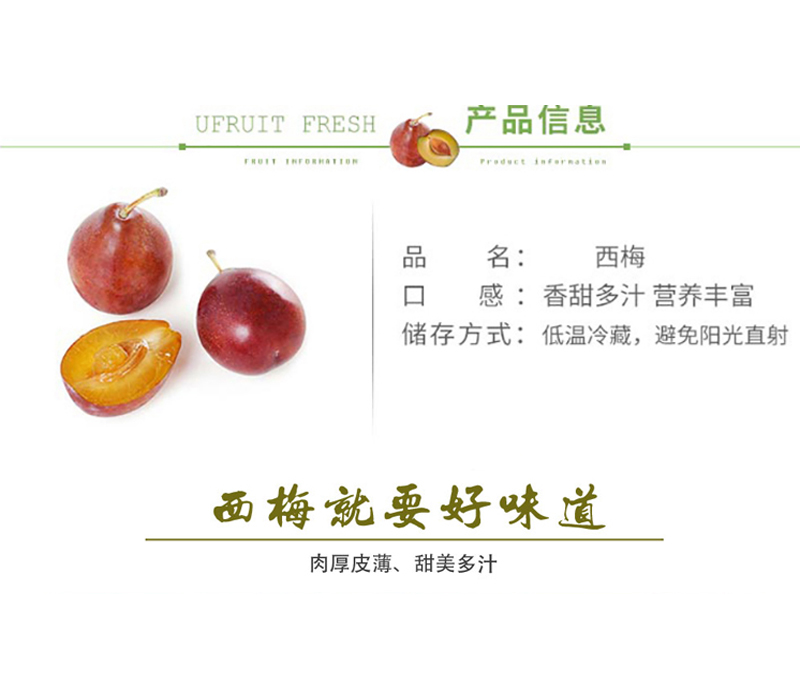 UFRUIT FRESH
产品信息
FRUIT INFORMATION
Product information
品 名： 西梅
口 感：香甜多汁 营养丰富
储存方式：低温冷藏，避免阳光直射
西梅就要好味道
肉厚皮薄、甜美多汁